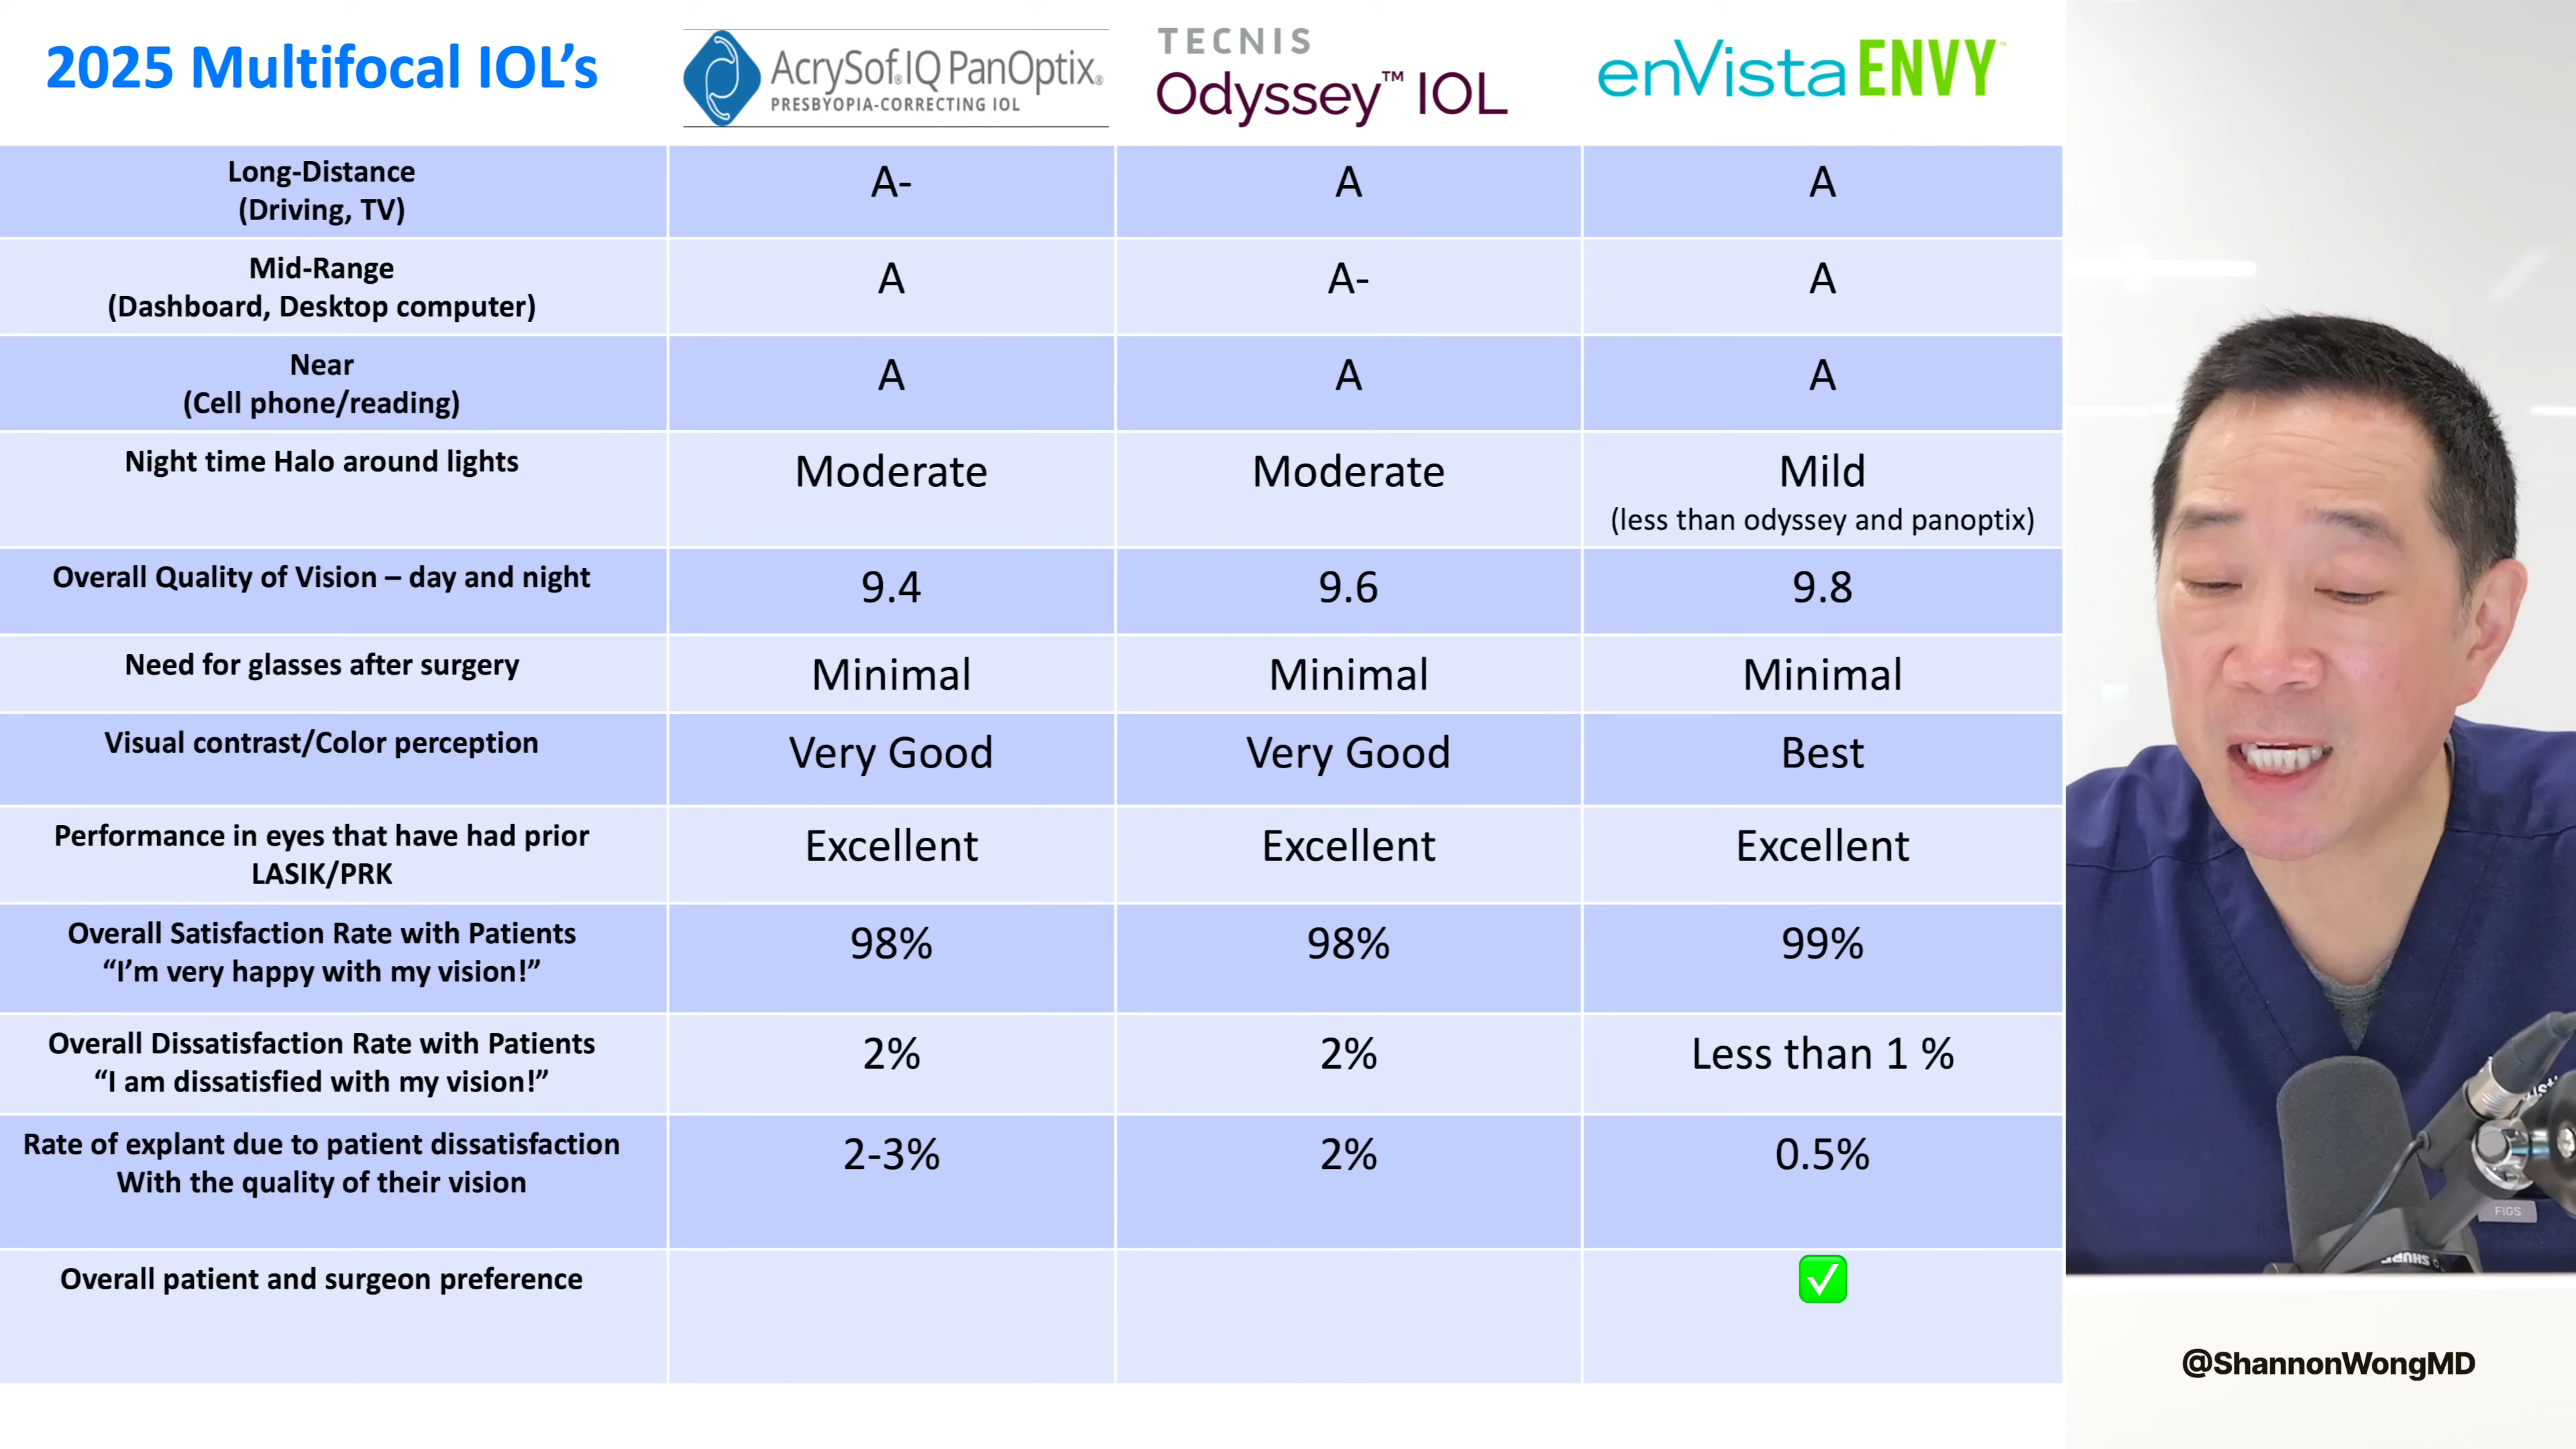 2025 Multifocal IOL's
AcrySof® IQ PanOptix®
PRESBYOPIA-CORRECTING IOL
TECNIS
Odyssey™ IOL
enVista ENVY™
Long-Distance
(Driving, TV)
A-
A
A
Mid-Range
(Dashboard, Desktop computer)
A
A-
A
Near
(Cell phone/reading)
A
A
A
Night time Halo around lights
Moderate
Moderate
Mild
(less than odyssey and panoptix)
Overall Quality of Vision – day and night
9.4
9.6
9.8
Need for glasses after surgery
Minimal
Minimal
Minimal
Visual contrast/Color perception
Very Good
Very Good
Best
Performance in eyes that have had prior
LASIK/PRK
Excellent
Excellent
Excellent
Overall Satisfaction Rate with Patients
“I’m very happy with my vision!”
98%
98%
99%
Overall Dissatisfaction Rate with Patients
“I am dissatisfied with my vision!”
2%
2%
Less than 1 %
Rate of explant due to patient dissatisfaction
With the quality of their vision
2-3%
2%
0.5%
Overall patient and surgeon preference
FIGS
SHURE
@ShannonWongMD